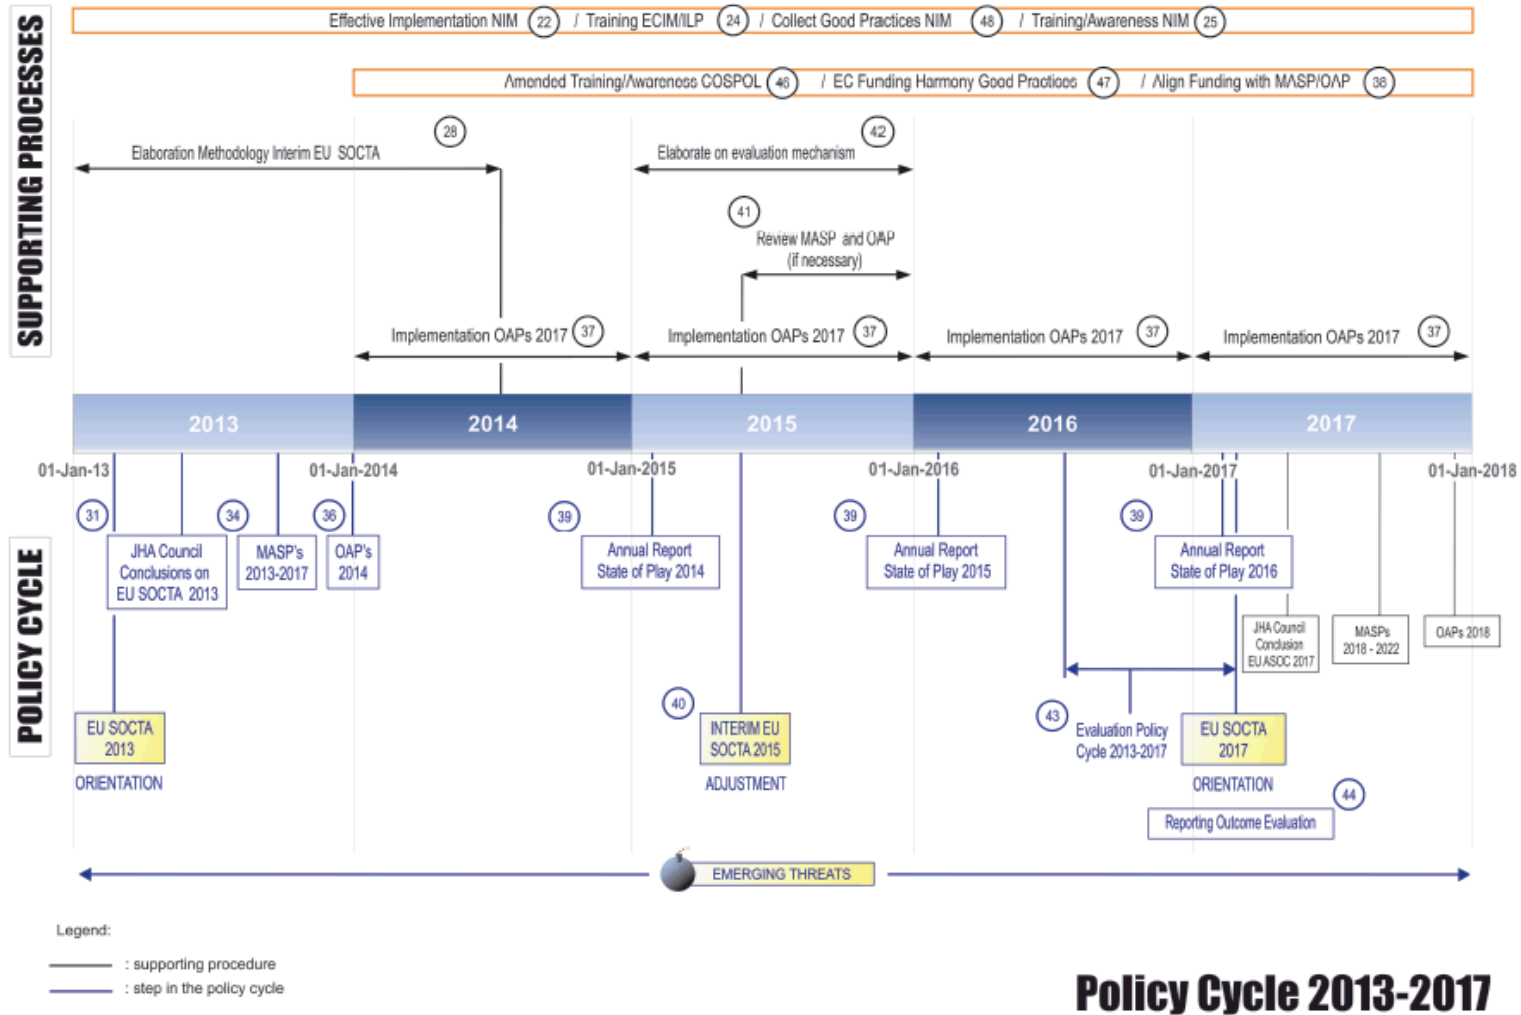 SUPPORTING PROCESSES
Effective Implementation NIM 22 / Training ECIM/ILP 24 / Collect Good Practices NIM 48 / Training/Awareness NIM 25
Amended Training/Awareness COSPOL 46 / EC Funding Harmony Good Practices 47 / Align Funding with MASP/OAP 38
28
42
Elaboration Methodology Interim EU SOCTA
Elaborate on evaluation mechanism
41
Review MASP and OAP
(if necessary)
Implementation OAPs 2017 37
Implementation OAPs 2017 37
Implementation OAPs 2017 37
Implementation OAPs 2017 37
2013
2014
2015
2016
2017
01-Jan-13
01-Jan-2014
01-Jan-2015
01-Jan-2016
01-Jan-2017
01-Jan-2018
POLICY CYCLE
31
34
36
39
39
39
JHA Council
Conclusions on
EU SOCTA 2013
MASP's
2013-2017
OAP's
2014
Annual Report
State of Play 2014
Annual Report
State of Play 2015
Annual Report
State of Play 2016
JHA Council
Conclusion
EU ASOC 2017
MASPs
2018 - 2022
OAPs 2018
EU SOCTA
2013
ORIENTATION
40
INTERIM EU
SOCTA 2015
ADJUSTMENT
43
Evaluation Policy
Cycle 2013-2017
EU SOCTA
2017
ORIENTATION
44
Reporting Outcome Evaluation
EMERGING THREATS
Legend:
: supporting procedure
: step in the policy cycle
Policy Cycle 2013-2017